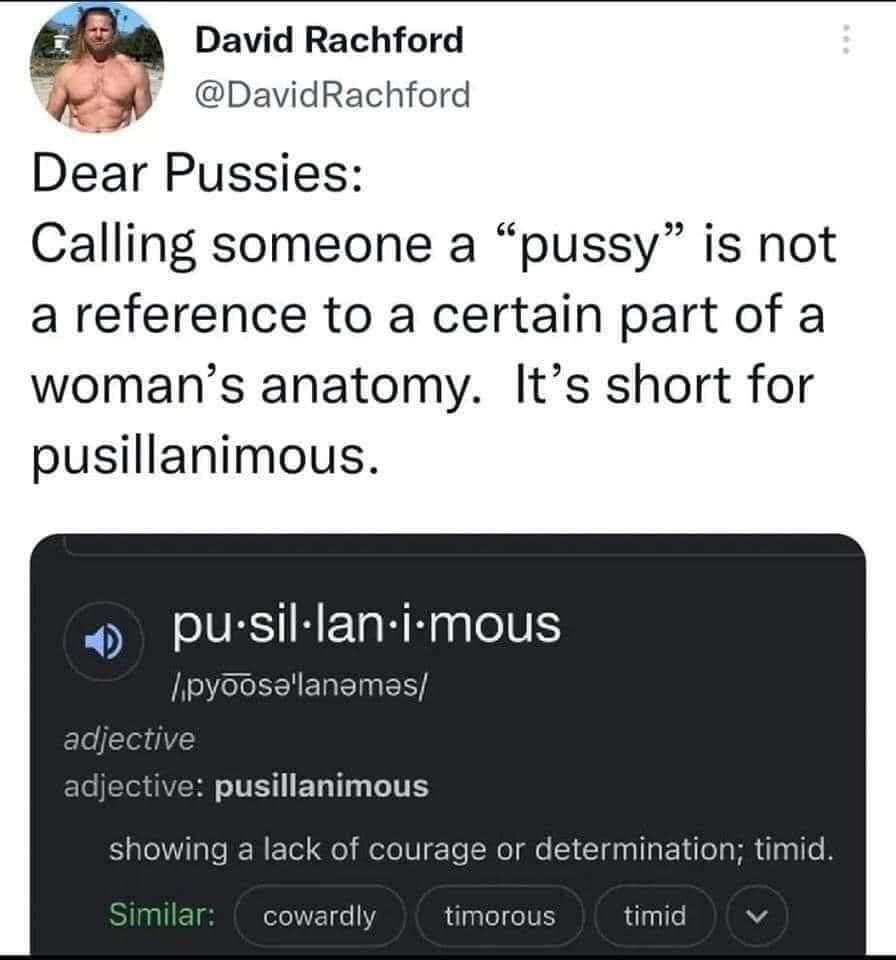 David Rachford
@DavidRachford
Dear Pussies:
Calling someone a “pussy” is not
a reference to a certain part of a
woman’s anatomy.  It’s short for
pusillanimous.
pu·sil·lan·i·mous
/ˌpyo͞osəˈlanəməs/
adjective
adjective: pusillanimous
showing a lack of courage or determination; timid.
Similar: cowardly timorous timid